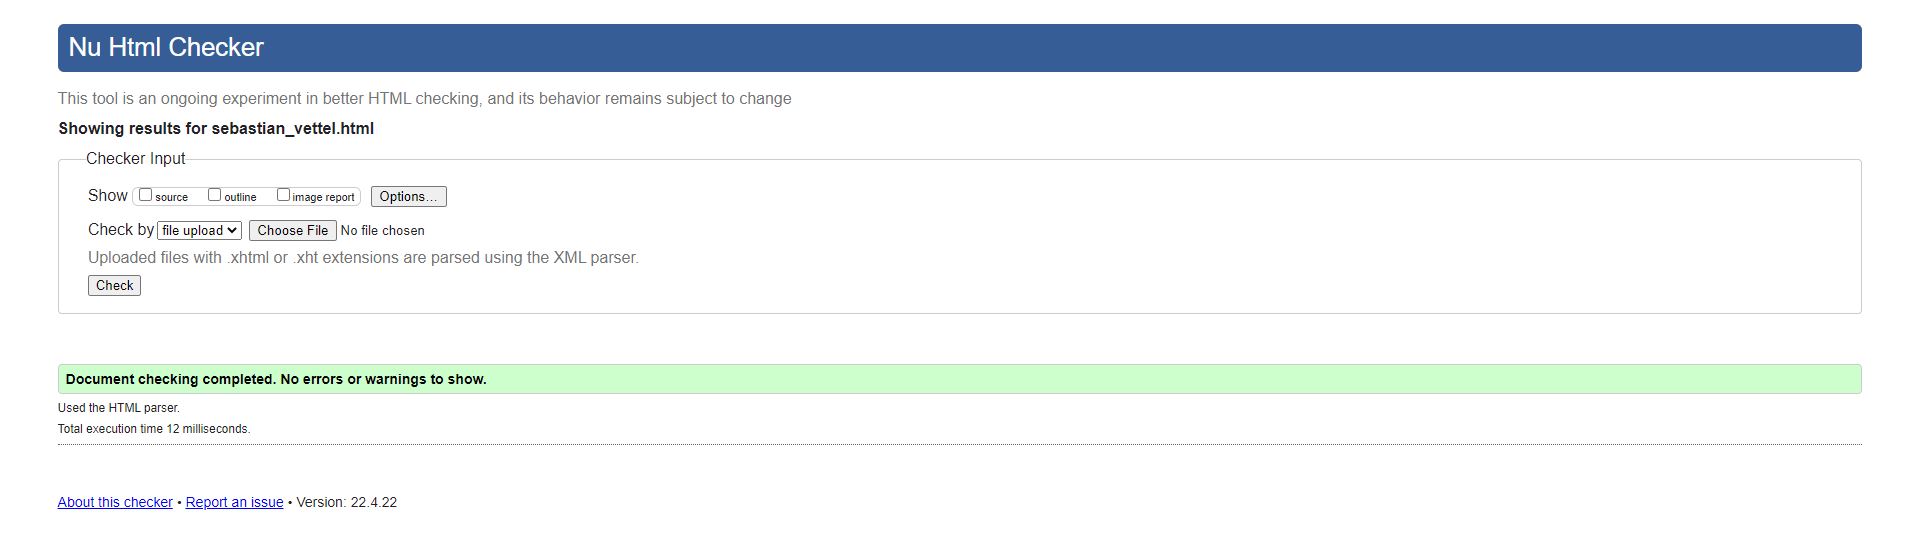 Nu Html Checker
This tool is an ongoing experiment in better HTML checking, and its behavior remains subject to change
Showing results for sebastian_vettel.html
Checker Input
Show source outline image report Options...
Check by file upload Choose File No file chosen
Uploaded files with .xhtml or .xht extensions are parsed using the XML parser.
Check
Document checking completed. No errors or warnings to show.
Used the HTML parser.
Total execution time 12 milliseconds.
About this checker • Report an issue • Version: 22.4.22